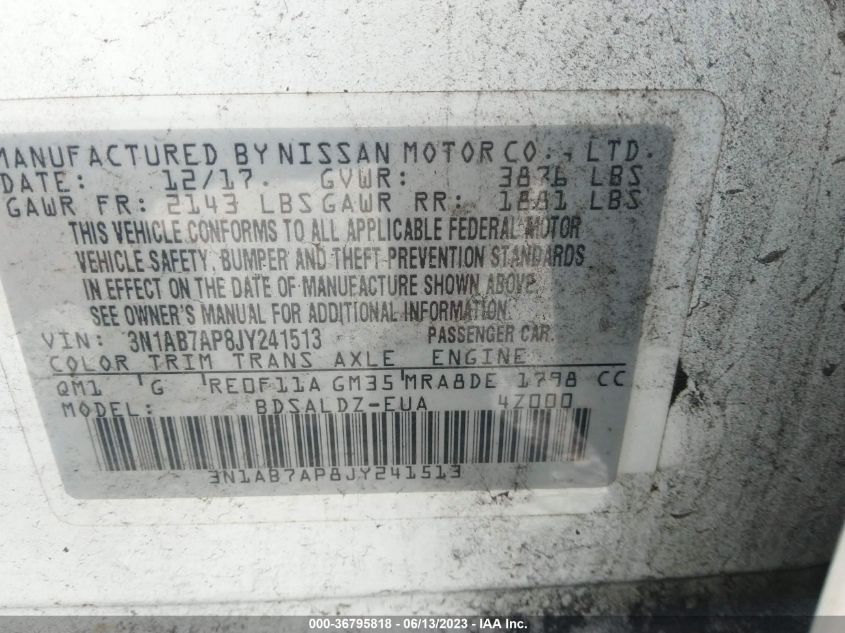 MANUFACTURED BY NISSAN MOTOR CO., LTD.
DATE: 12/17. GVWR: 3836 LBS
GAWR FR: 2143 LBS GAWR RR: 1881 LBS
THIS VEHICLE CONFORMS TO ALL APPLICABLE FEDERAL MOTOR
VEHICLE SAFETY, BUMPER AND THEFT PREVENTION STANDARDS
IN EFFECT ON THE DATE OF MANUFACTURE SHOWN ABOVE.
SEE OWNER'S MANUAL FOR ADDITIONAL INFORMATION.
VIN: 3N1AB7AP8JY241513 PASSENGER CAR.
COLOR TRIM TRANS AXLE ENGINE
QM1 G RE0F11A GM35 MRA8DE 1798 CC
MODEL: BDSALDZ-EUA 4Z000
3N1AB7AP8JY241513
000-36795818 - 06/13/2023 - IAA Inc.